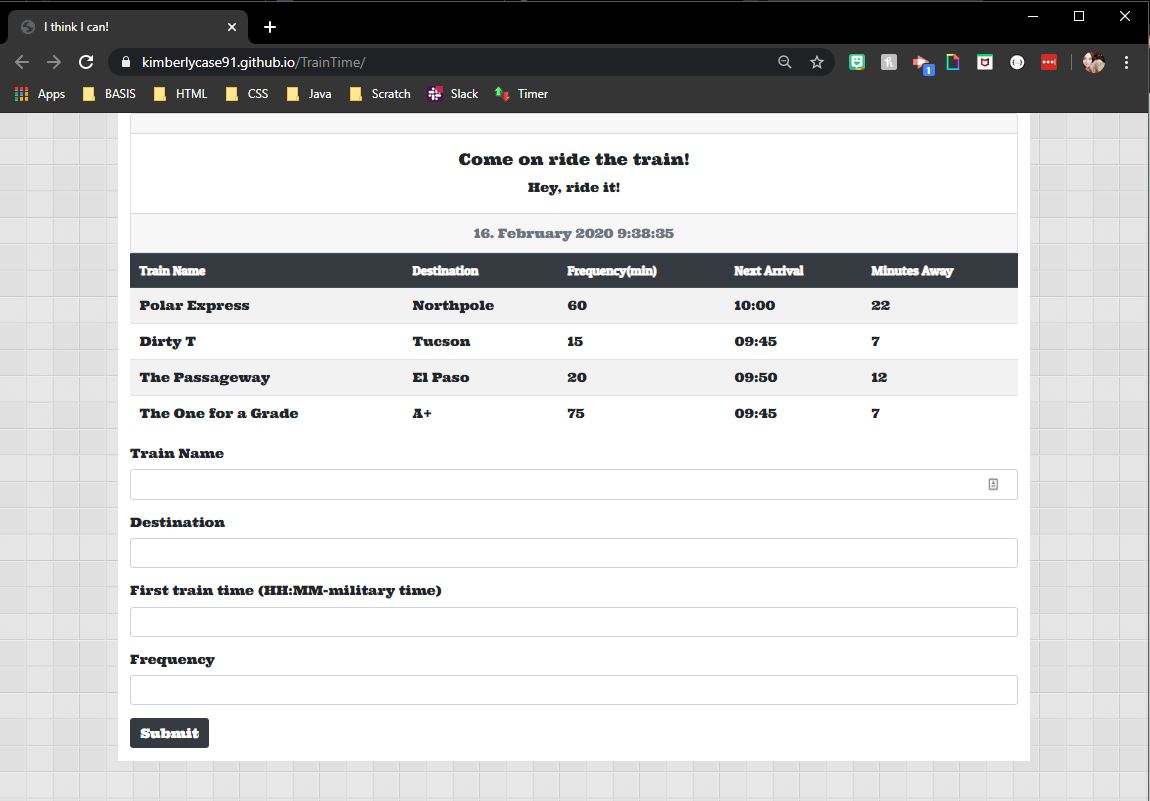 I think I can!
kimberlycase91.github.io/TrainTime/
1
Apps BASIS HTML CSS Java Scratch Slack Timer
Come on ride the train!
Hey, ride it!
16. February 2020 9:38:35
Train Name Destination Frequency(min) Next Arrival Minutes Away
Polar Express Northpole 60 10:00 22
Dirty T Tucson 15 09:45 7
The Passageway El Paso 20 09:50 12
The One for a Grade A+ 75 09:45 7
Train Name
Destination
First train time (HH:MM-military time)
Frequency
Submit